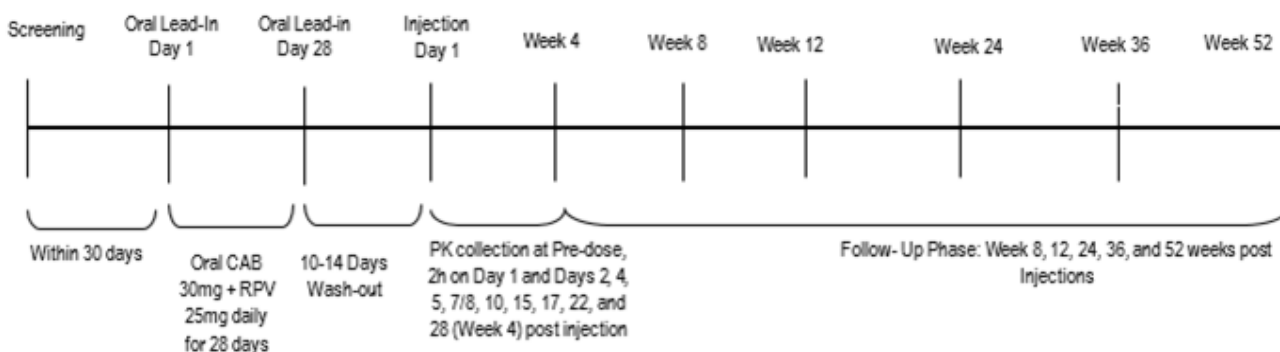 Screening
Oral Lead-In
Day 1
Oral Lead-in
Day 28
Injection
Day 1
Week 4
Week 8
Week 12
Week 24
Week 36
Week 52
Within 30 days
Oral CAB
30mg + RPV
25mg daily
for 28 days
10-14 Days
Wash-out
PK collection at Pre-dose,
2h on Day 1 and Days 2, 4,
5, 7/8, 10, 15, 17, 22, and
28 (Week 4) post injection
Follow- Up Phase: Week 8, 12, 24, 36, and 52 weeks post
Injections